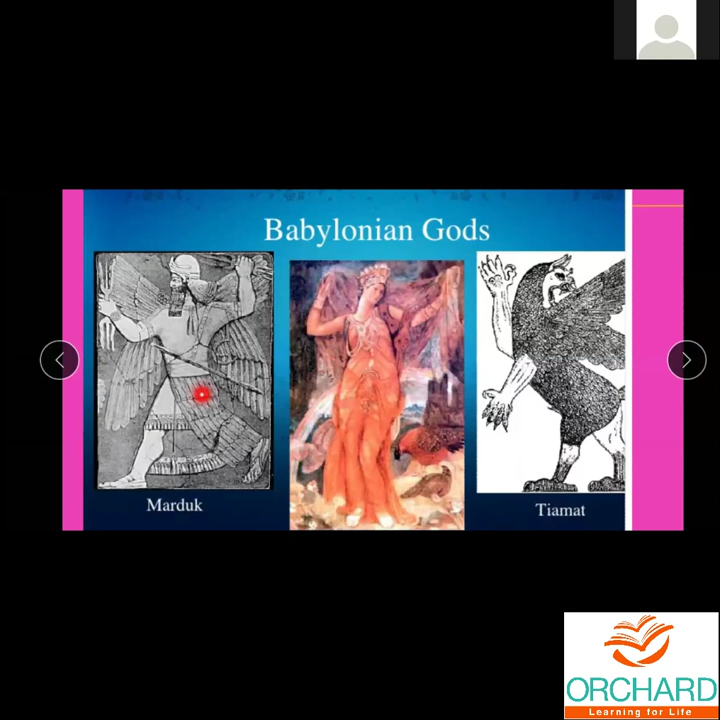 Babylonian Gods
Marduk
Tiamat
ORCHARD
Learning for Life